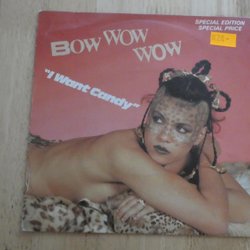 BOW WOW WOW
SPECIAL EDITION
SPECIAL PRICE
"I Want Candy"